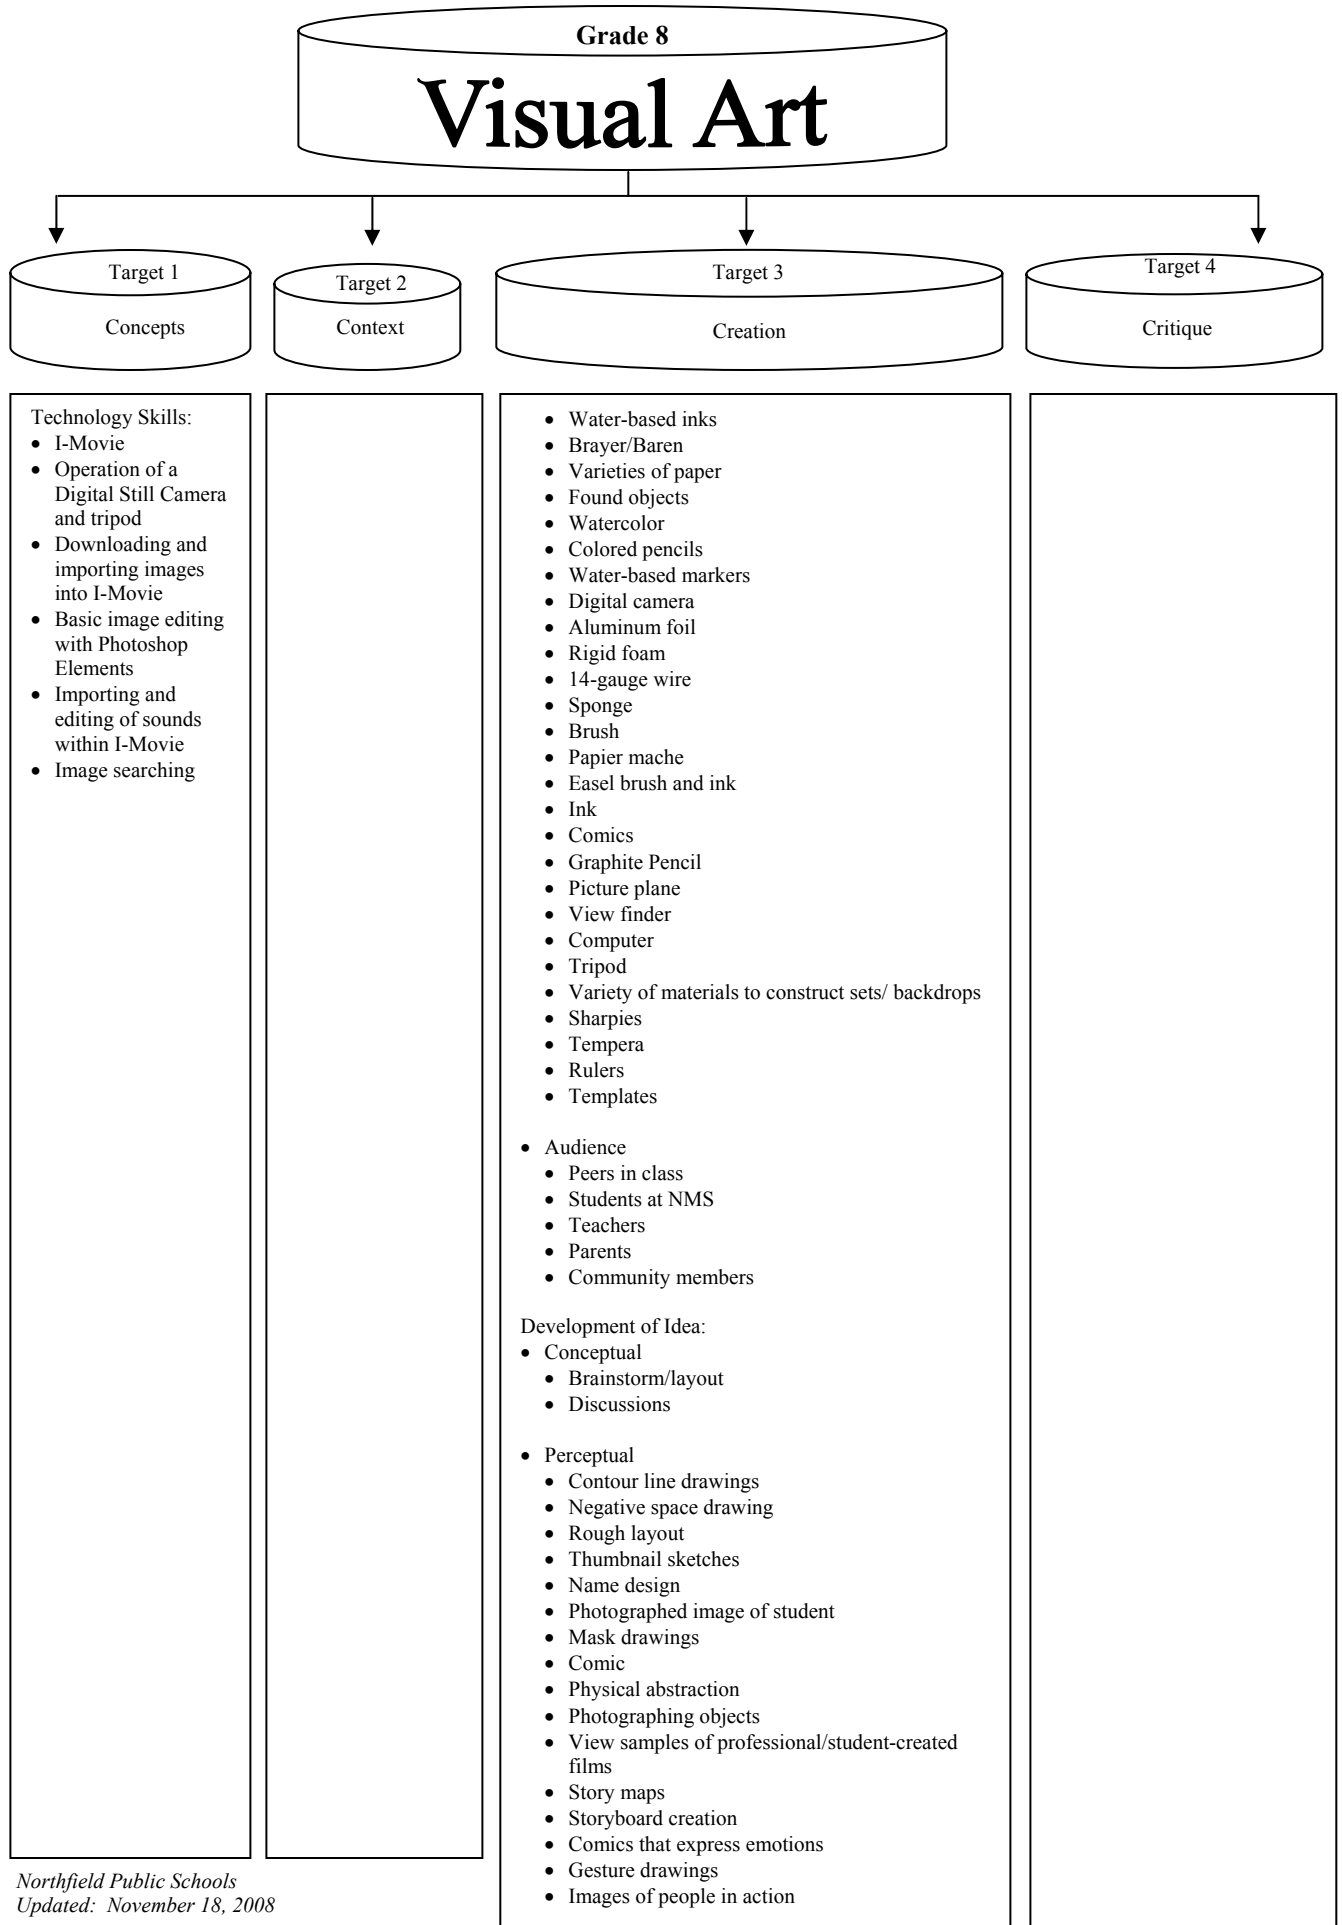 Grade 8
Visual Art
Target 1
Concepts
Target 2
Context
Target 3
Creation
Target 4
Critique
Technology Skills:
• I-Movie
• Operation of a
Digital Still Camera
and tripod
• Downloading and
importing images
into I-Movie
• Basic image editing
with Photoshop
Elements
• Importing and
editing of sounds
within I-Movie
• Image searching
• Water-based inks
• Brayer/Baren
• Varieties of paper
• Found objects
• Watercolor
• Colored pencils
• Water-based markers
• Digital camera
• Aluminum foil
• Rigid foam
• 14-gauge wire
• Sponge
• Brush
• Papier mache
• Easel brush and ink
• Ink
• Comics
• Graphite Pencil
• Picture plane
• View finder
• Computer
• Tripod
• Variety of materials to construct sets/ backdrops
• Sharpies
• Tempera
• Rulers
• Templates
• Audience
• Peers in class
• Students at NMS
• Teachers
• Parents
• Community members
Development of Idea:
• Conceptual
• Brainstorm/layout
• Discussions
• Perceptual
• Contour line drawings
• Negative space drawing
• Rough layout
• Thumbnail sketches
• Name design
• Photographed image of student
• Mask drawings
• Comic
• Physical abstraction
• Photographing objects
• View samples of professional/student-created
films
• Story maps
• Storyboard creation
• Comics that express emotions
• Gesture drawings
• Images of people in action
Northfield Public Schools
Updated: November 18, 2008